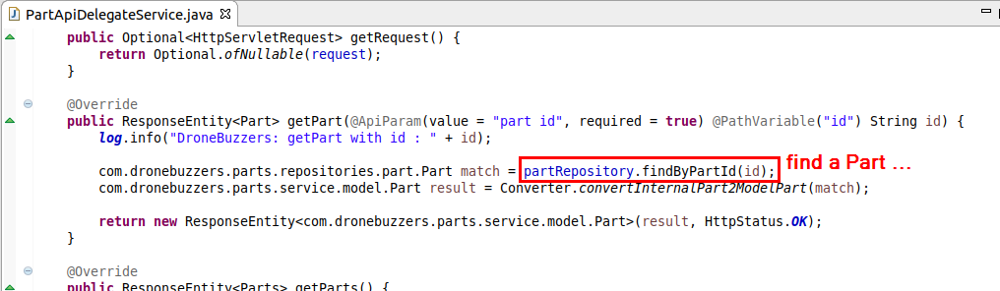 PartApiDelegateService.java
public Optional<HttpServletRequest> getRequest() {
return Optional.ofNullable(request);
}
@Override
public ResponseEntity<Part> getPart(@ApiParam(value = "part id", required = true) @PathVariable("id") String id) {
log.info("DroneBuzzers: getPart with id : " + id);
com.dronebuzzers.parts.repositories.part.Part match = partRepository.findByPartId(id); find a Part ...
com.dronebuzzers.parts.service.model.Part result = Converter.convertInternalPart2ModelPart(match);
return new ResponseEntity<com.dronebuzzers.parts.service.model.Part>(result, HttpStatus.OK);
}
@Override
public ResponseEntity<Parts> getParts() {